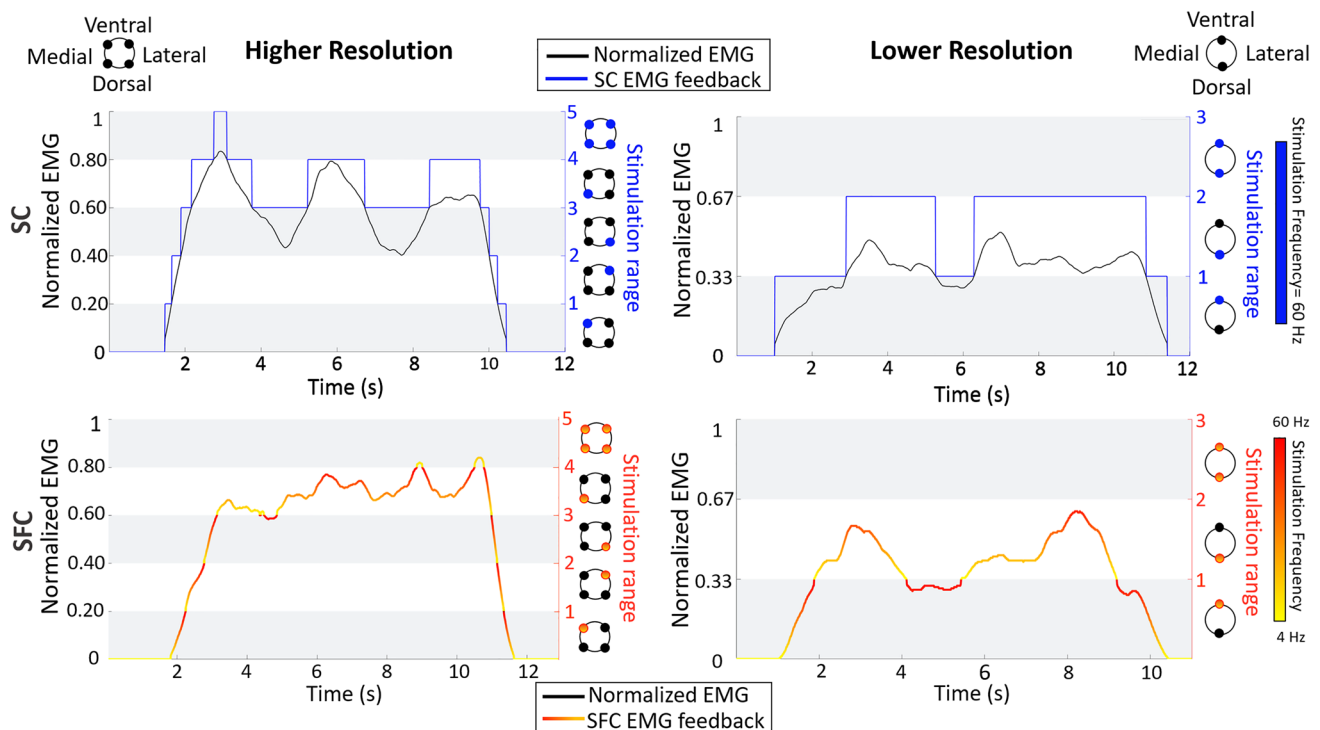 Ventral
Medial Lateral
Dorsal
Higher Resolution
Normalized EMG
SC EMG feedback
Lower Resolution
Ventral
Medial Lateral
Dorsal
SC
Normalized EMG
1
0.80
0.60
0.40
0.20
0
2 4 6 8 10 12
Time (s)
5
4
3
2
1
Stimulation range
Normalized EMG
1
0.67
0.33
0
2 4 6 8 10 12
Time (s)
3
2
1
Stimulation range
Stimulation Frequency= 60 Hz
SFC
Normalized EMG
1
0.80
0.60
0.40
0.20
0
2 4 6 8 10 12
Time (s)
5
4
3
2
1
Stimulation range
Normalized EMG
1
0.67
0.33
0
2 4 6 8 10
Time (s)
3
2
1
Stimulation range
60 Hz
Stimulation Frequency
4 Hz
Normalized EMG
SFC EMG feedback